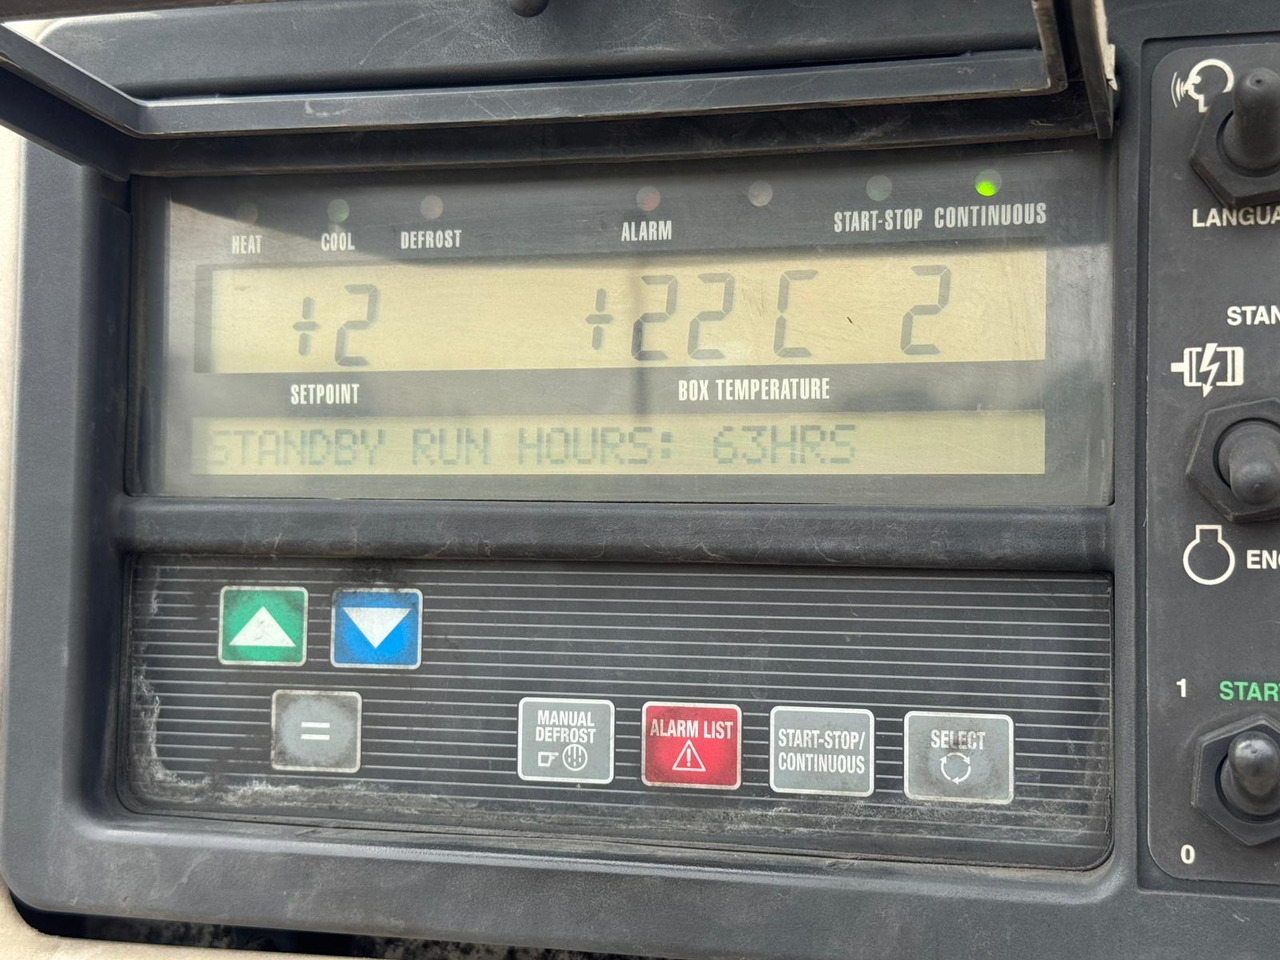 HEAT COOL DEFROST ALARM START-STOP CONTINUOUS
+2 +22C 2
SETPOINT BOX TEMPERATURE
STANDBY RUN HOURS: 63HRS
MANUAL
DEFROST
ALARM LIST
START-STOP/
CONTINUOUS
SELECT
=
LANGUA
STAN
ENG
1 START
0